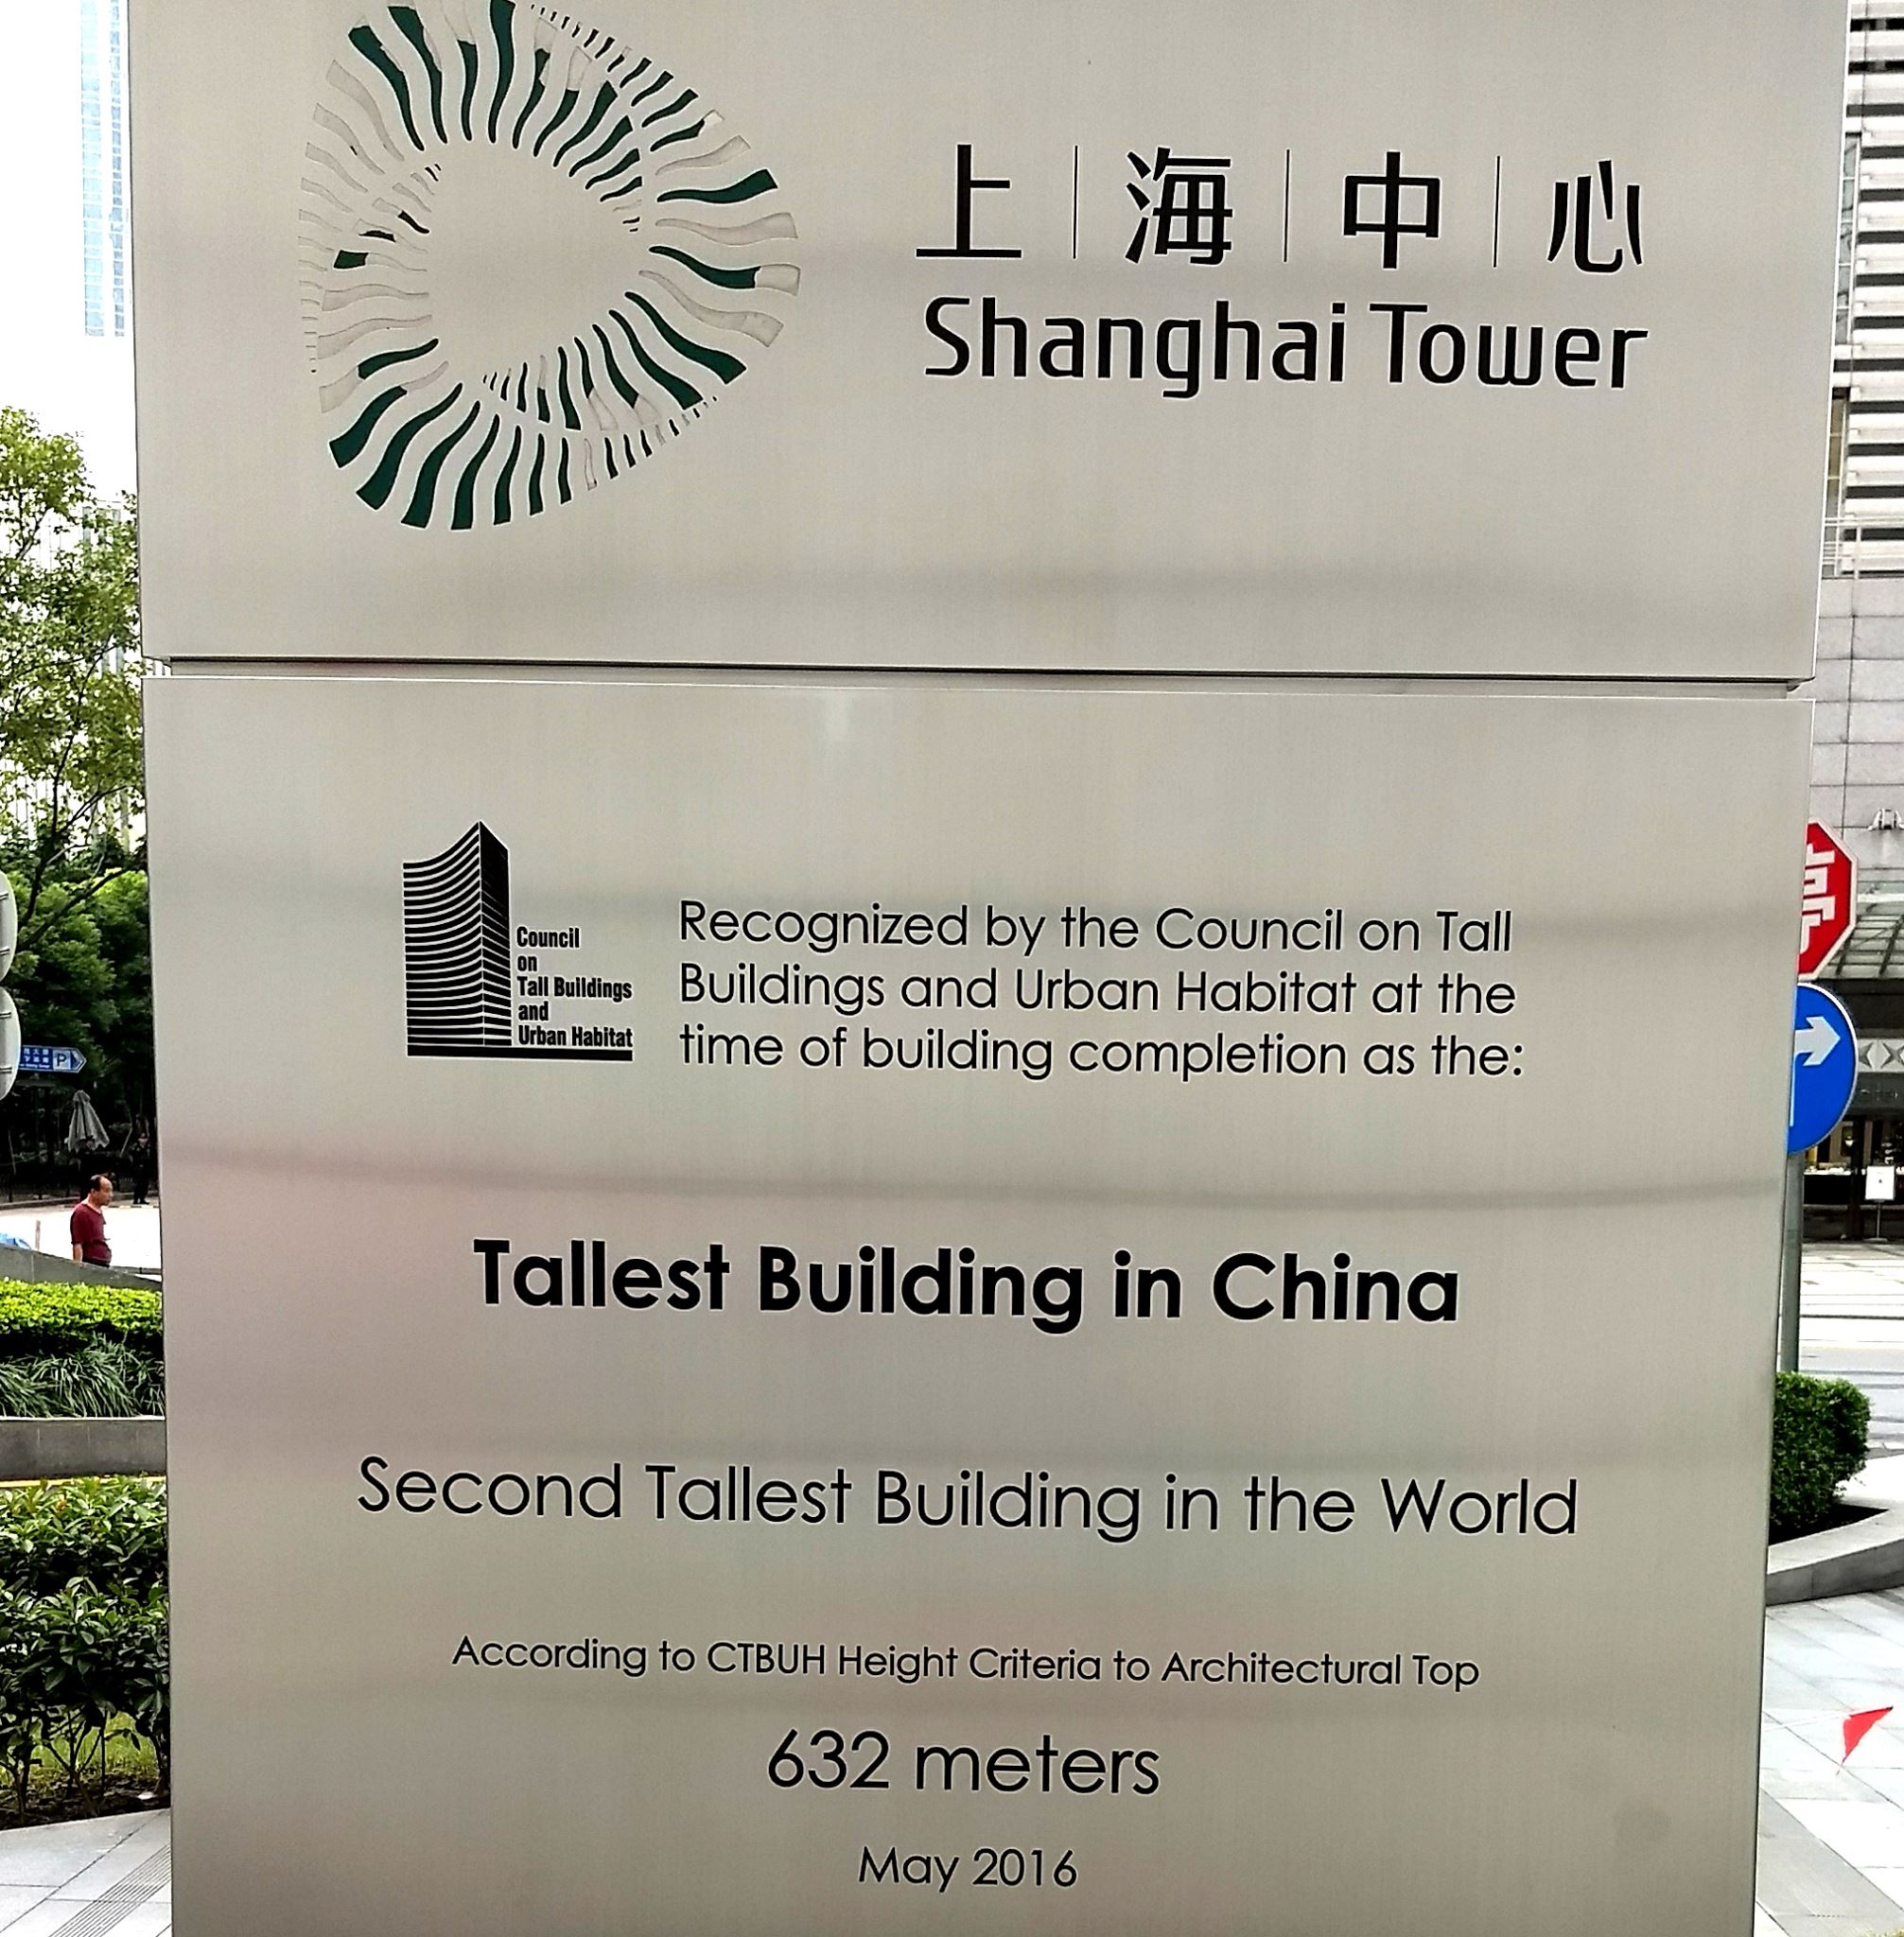 上海中心
Shanghai Tower
Council
on
Tall Buildings
and
Urban Habitat
Recognized by the Council on Tall
Buildings and Urban Habitat at the
time of building completion as the:
Tallest Building in China
Second Tallest Building in the World
According to CTBUH Height Criteria to Architectural Top
632 meters
May 2016
P
停